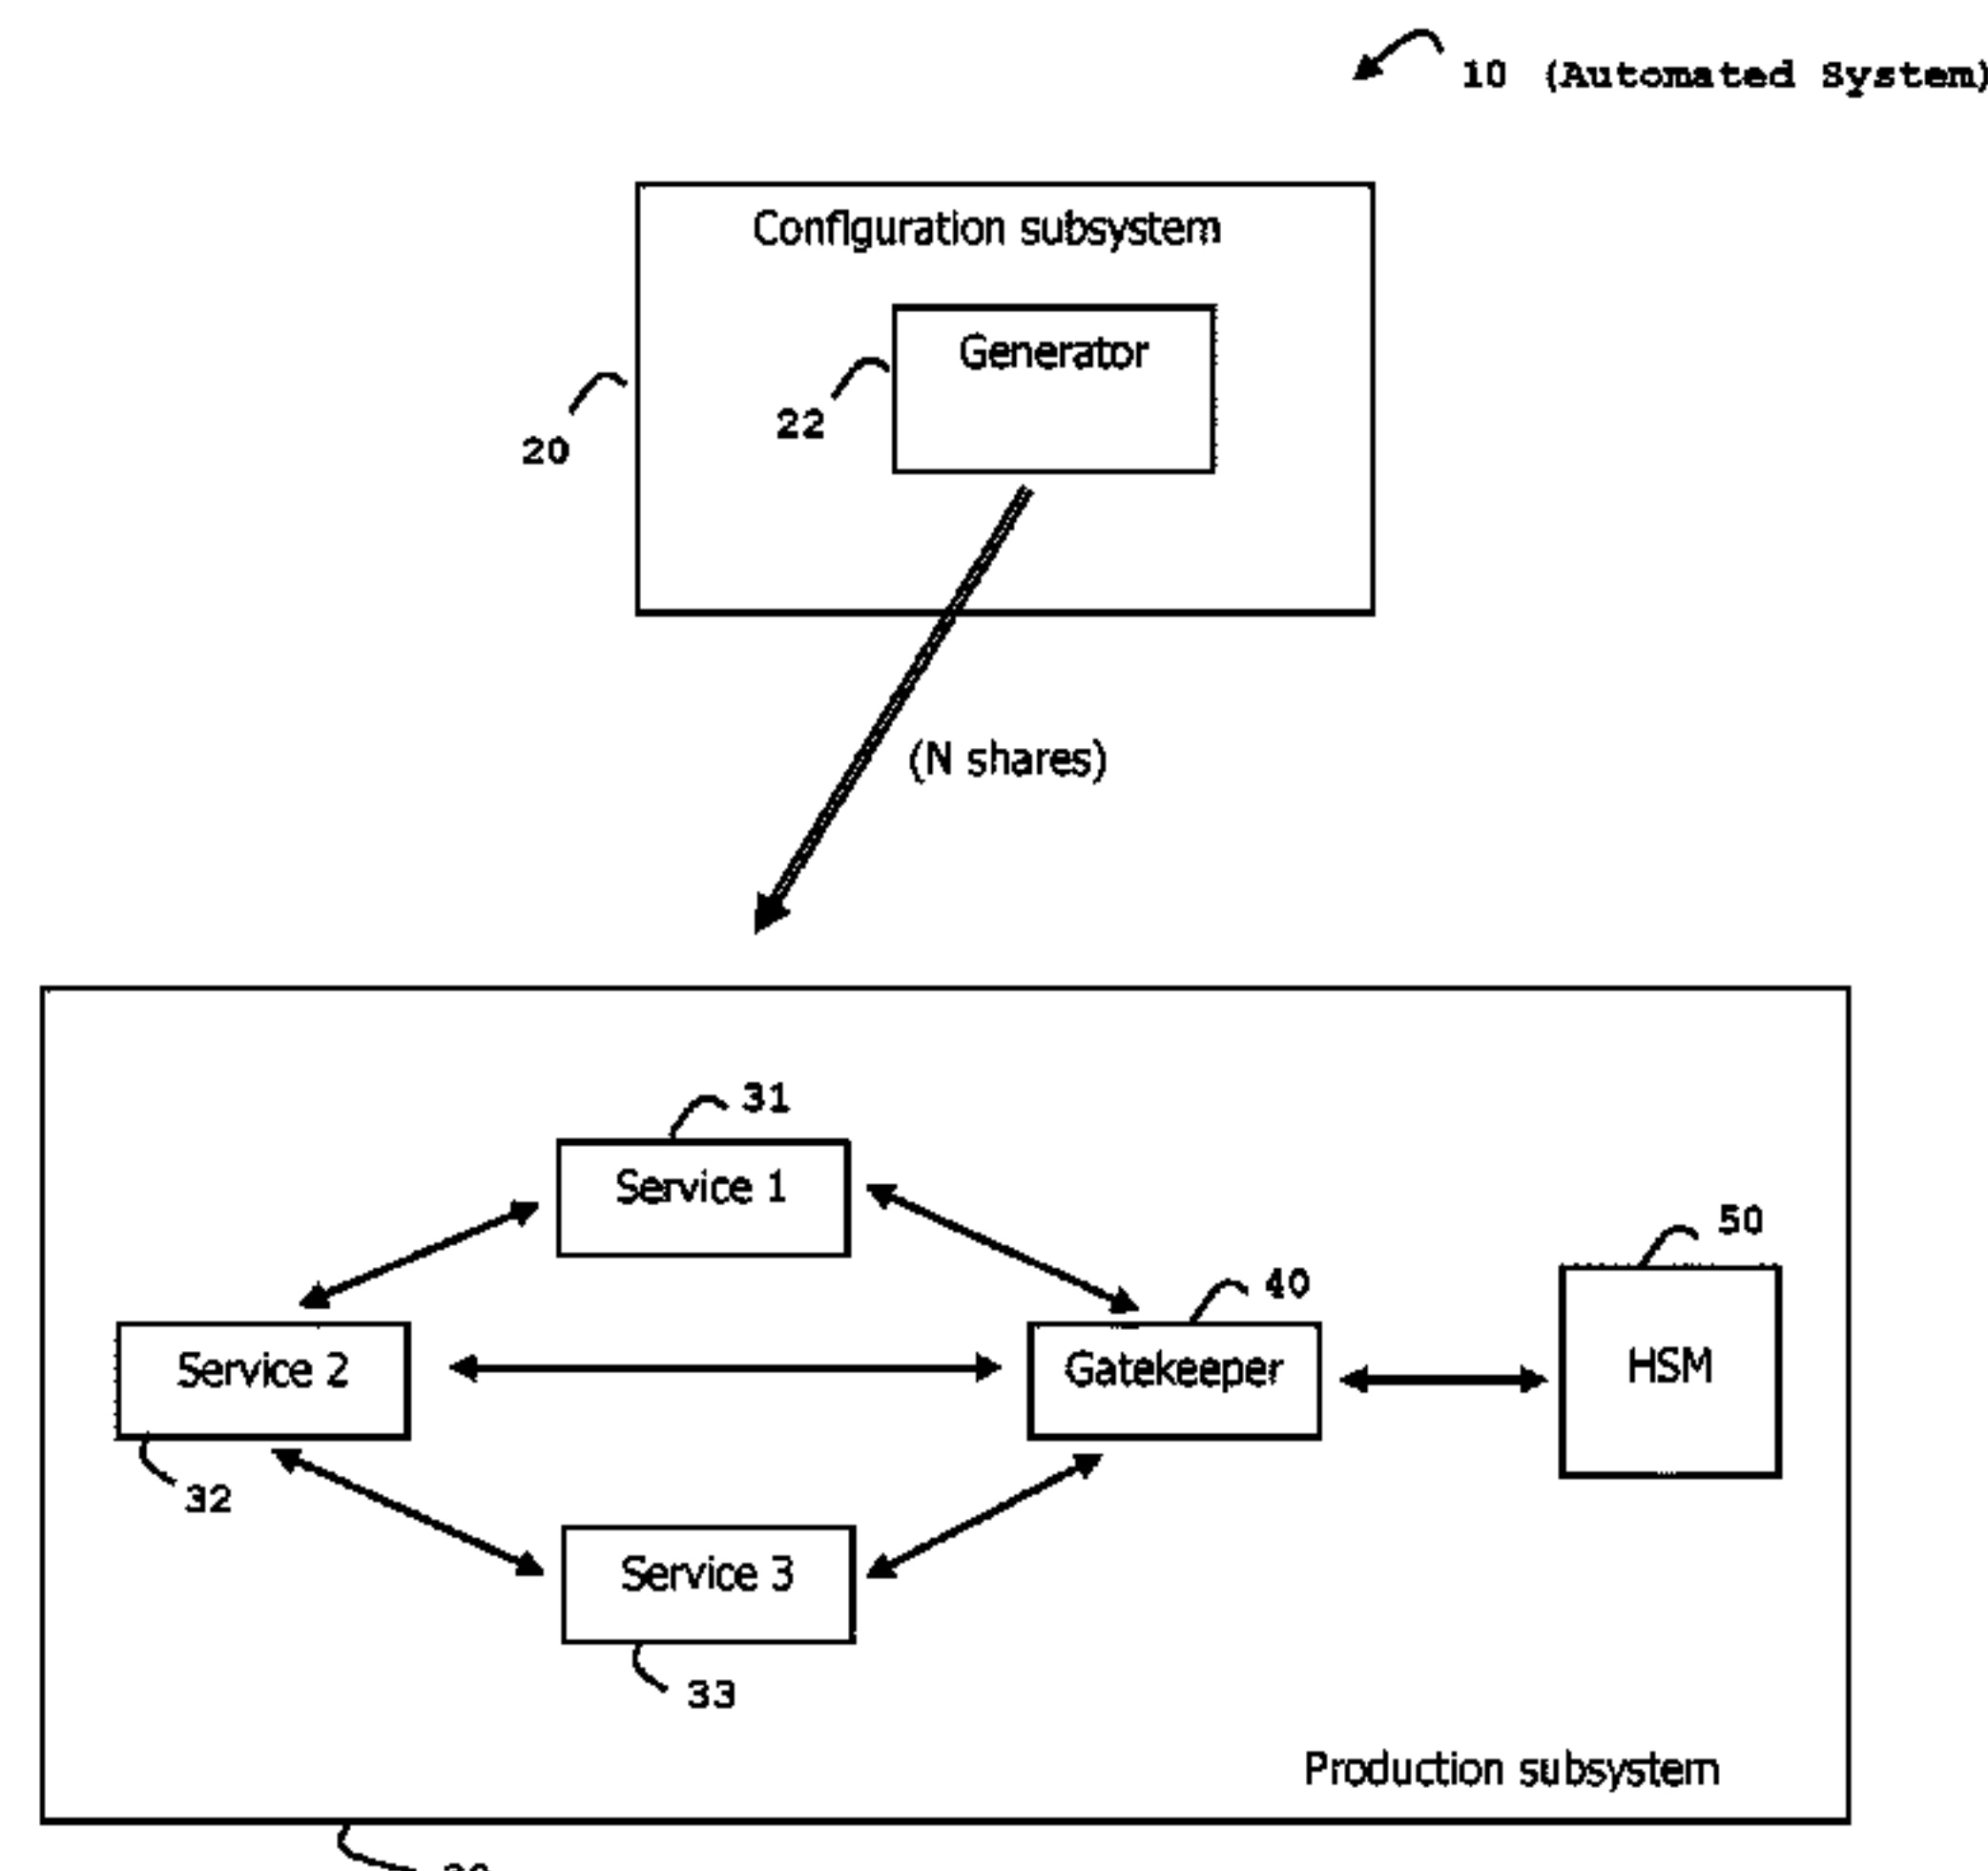 10 (Automated System)
Configuration subsystem
Generator
22
20
(N shares)
31
Service 1
50
40
Service 2
Gatekeeper
HSM
32
Service 3
33
Production subsystem